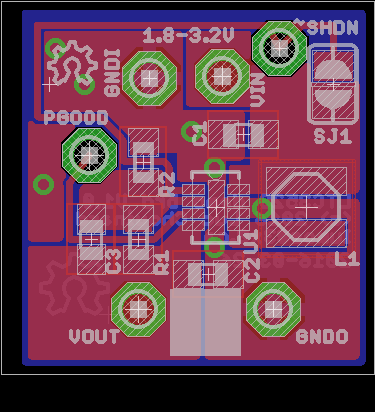 ~SHDN
1.8-3.2V
GNDI
VIN
PGOOD
C1
SJ1
R2
U1
C3
R1
C2
L1
VOUT
GNDO